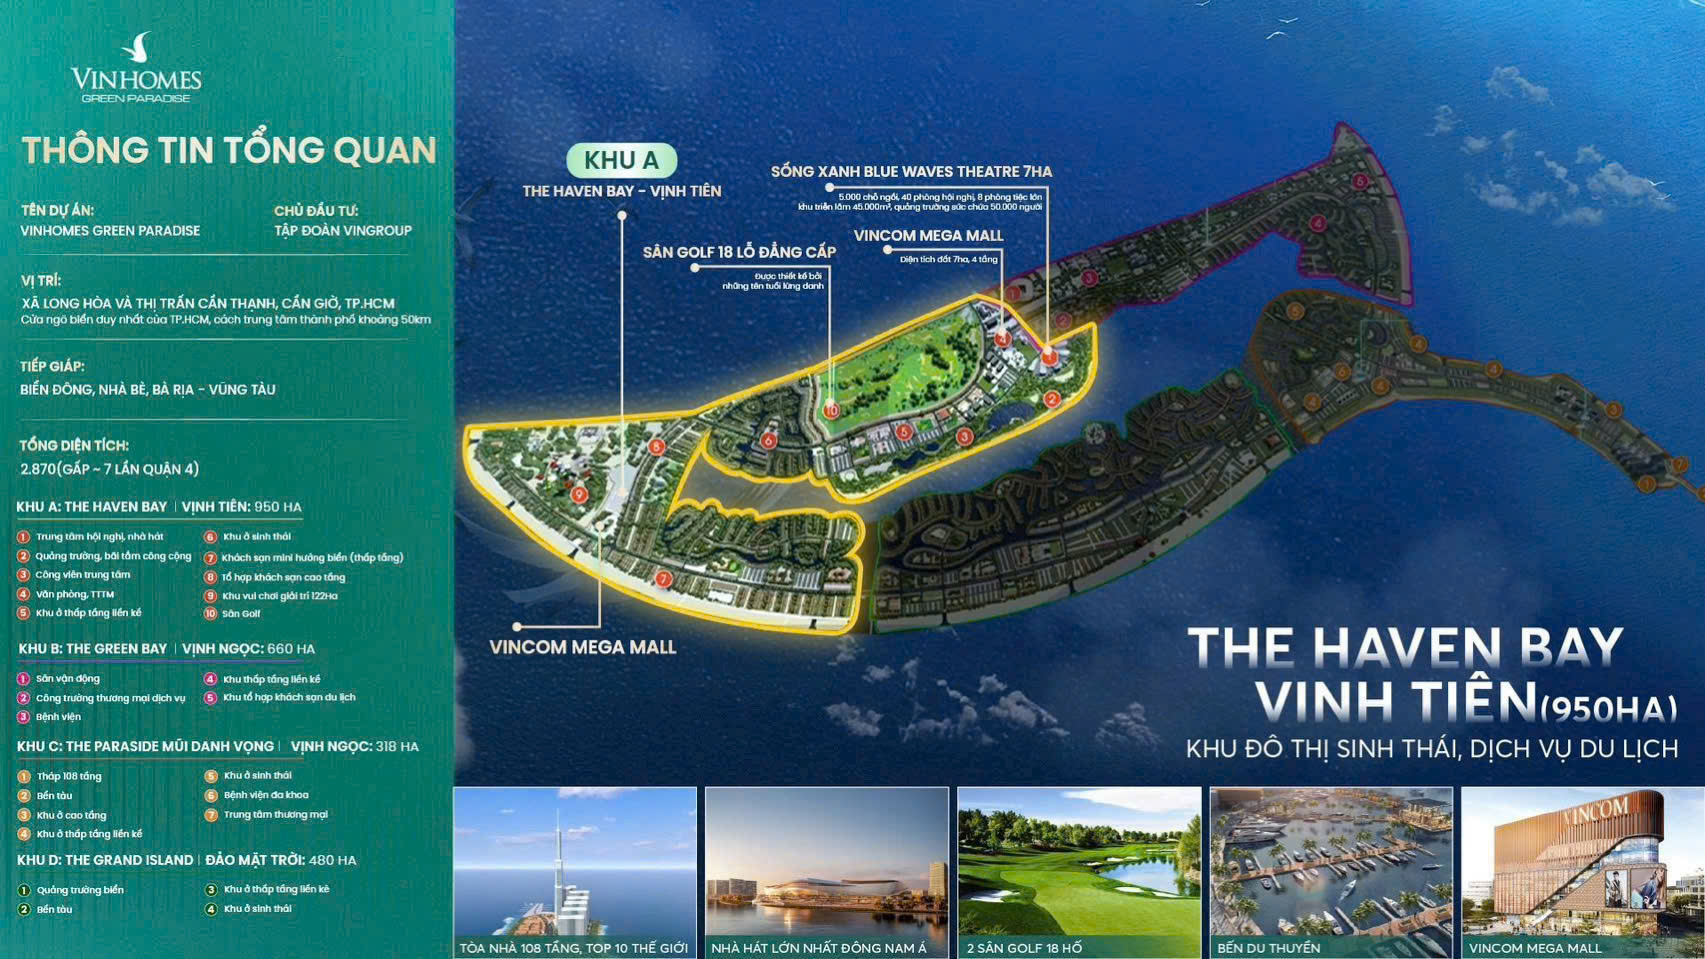 VINHOMES
GREEN PARADISE
THÔNG TIN TỔNG QUAN
TÊN DỰ ÁN:
VINHOMES GREEN PARADISE
CHỦ ĐẦU TƯ:
TẬP ĐOÀN VINGROUP
VỊ TRÍ:
XÃ LONG HÒA VÀ THỊ TRẤN CẦN THẠNH, CẦN GIỜ, TP.HCM
Cửa ngõ biển duy nhất của TP.HCM, cách trung tâm thành phố khoảng 50km
TIẾP GIÁP:
BIỂN ĐÔNG, NHÀ BÈ, BÀ RỊA - VŨNG TÀU
TỔNG DIỆN TÍCH:
2.870(GẤP ~ 7 LẦN QUẬN 4)
KHU A: THE HAVEN BAY | VỊNH TIÊN: 950 HA
1 Trung tâm hội nghị, nhà hát
2 Quảng trường, bãi tắm công cộng
3 Công viên trung tâm
4 Văn phòng, TTTM
5 Khu ở thấp tầng liền kề
6 Khu ở sinh thái
7 Khách sạn mini hướng biển (thấp tầng)
8 Tổ hợp khách sạn cao tầng
9 Khu vui chơi giải trí 122Ha
10 Sân Golf
KHU B: THE GREEN BAY | VỊNH NGỌC: 660 HA
1 Sân vận động
2 Công trường thương mại dịch vụ
3 Bệnh viện
4 Khu thấp tầng liền kề
5 Khu tổ hợp khách sạn du lịch
KHU C: THE PARASIDE MŨI DANH VỌNG | VỊNH NGỌC: 318 HA
1 Tháp 108 tầng
2 Bến tàu
3 Khu ở cao tầng
4 Khu ở thấp tầng liền kề
5 Khu ở sinh thái
6 Bệnh viện đa khoa
7 Trung tâm thương mại
KHU D: THE GRAND ISLAND | ĐẢO MẶT TRỜI: 480 HA
1 Quảng trường biển
2 Bến tàu
3 Khu ở thấp tầng liên kề
4 Khu ở sinh thái
KHU A
THE HAVEN BAY - VỊNH TIÊN
SỐNG XANH BLUE WAVES THEATRE 7HA
5.000 chỗ ngồi, 40 phòng hội nghị, 8 phòng tiệc lớn
khu triển lãm 45.000m², quảng trường sức chứa 50.000 người
VINCOM MEGA MALL
Diện tích đất 7ha, 4 tầng
SÂN GOLF 18 LỖ ĐẲNG CẤP
Được thiết kế bởi
những tên tuổi lừng danh
VINCOM MEGA MALL
THE HAVEN BAY
VINH TIÊN(950HA)
KHU ĐÔ THỊ SINH THÁI, DỊCH VỤ DU LỊCH
TÒA NHÀ 108 TẦNG, TOP 10 THẾ GIỚI
NHÀ HÁT LỚN NHẤT ĐÔNG NAM Á
2 SÂN GOLF 18 HỐ
BẾN DU THUYỀN
VINCOM
VINCOM MEGA MALL